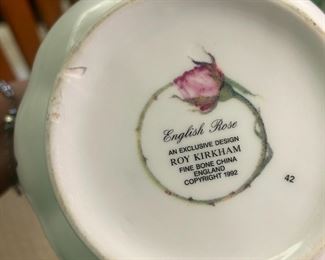 English Rose
AN EXCLUSIVE DESIGN
ROY KIRKHAM
FINE BONE CHINA
ENGLAND
COPYRIGHT 1992
42